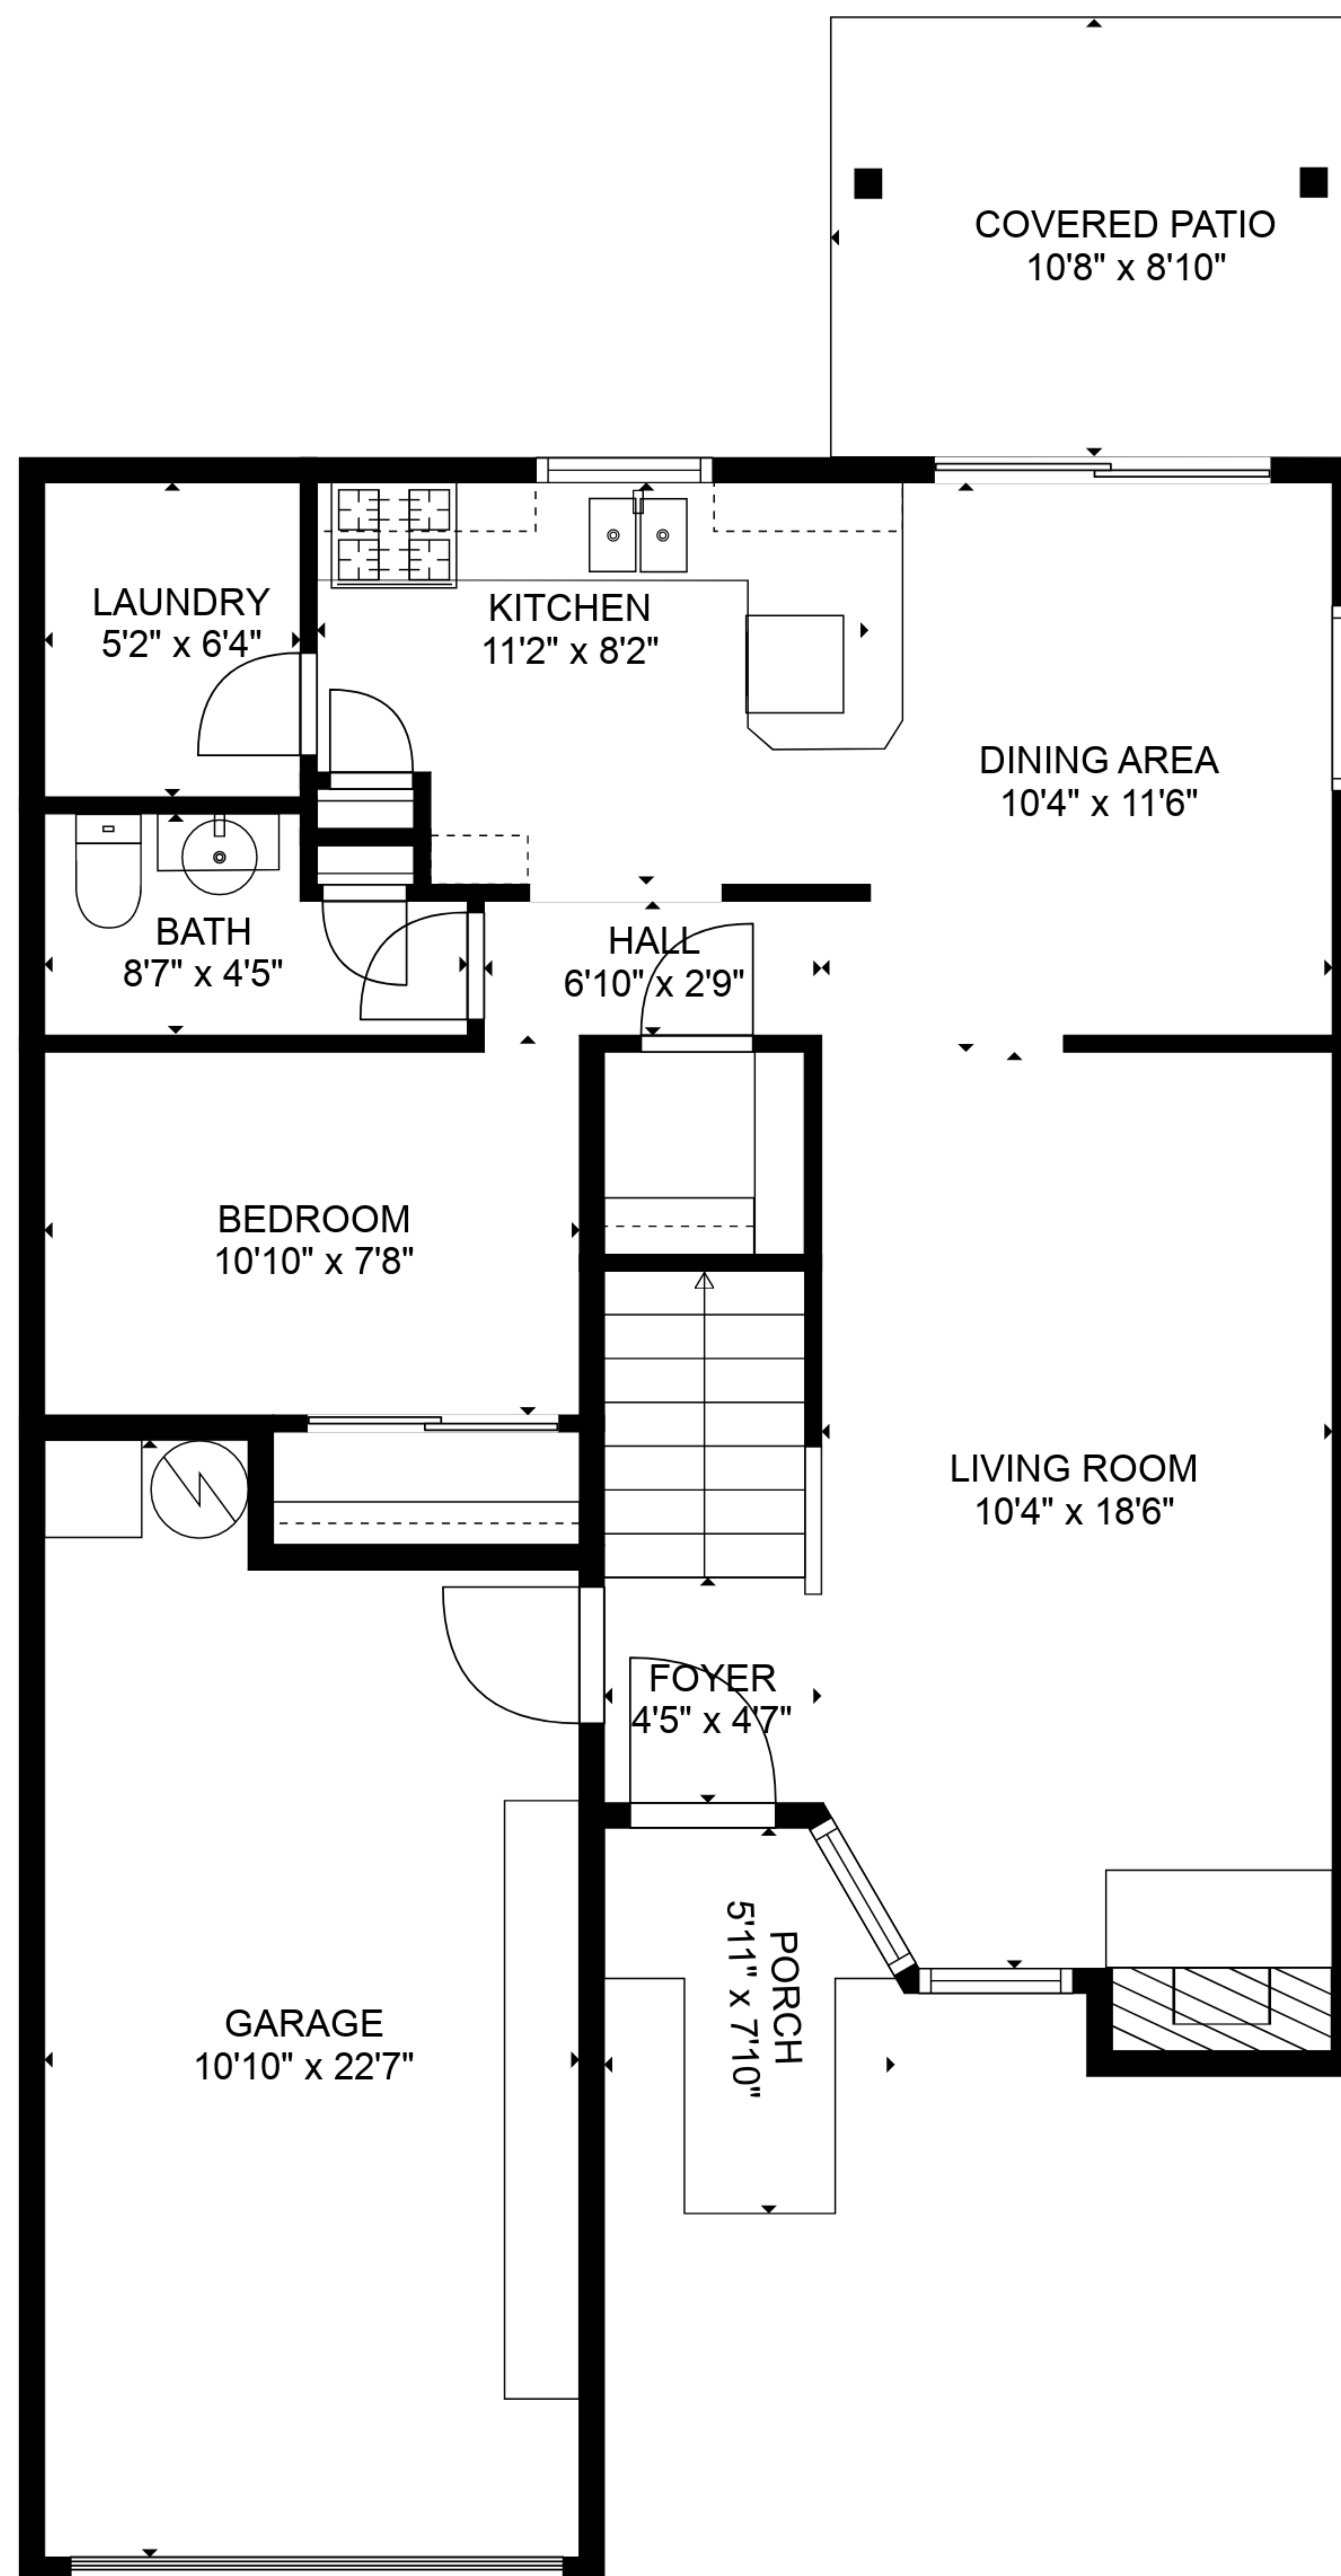 COVERED PATIO
10'8" x 8'10"
LAUNDRY
5'2" x 6'4"
KITCHEN
11'2" x 8'2"
DINING AREA
10'4" x 11'6"
BATH
8'7" x 4'5"
HALL
6'10" x 2'9"
BEDROOM
10'10" x 7'8"
LIVING ROOM
10'4" x 18'6"
FOYER
4'5" x 4'7"
PORCH
5'11" x 7'10"
GARAGE
10'10" x 22'7"